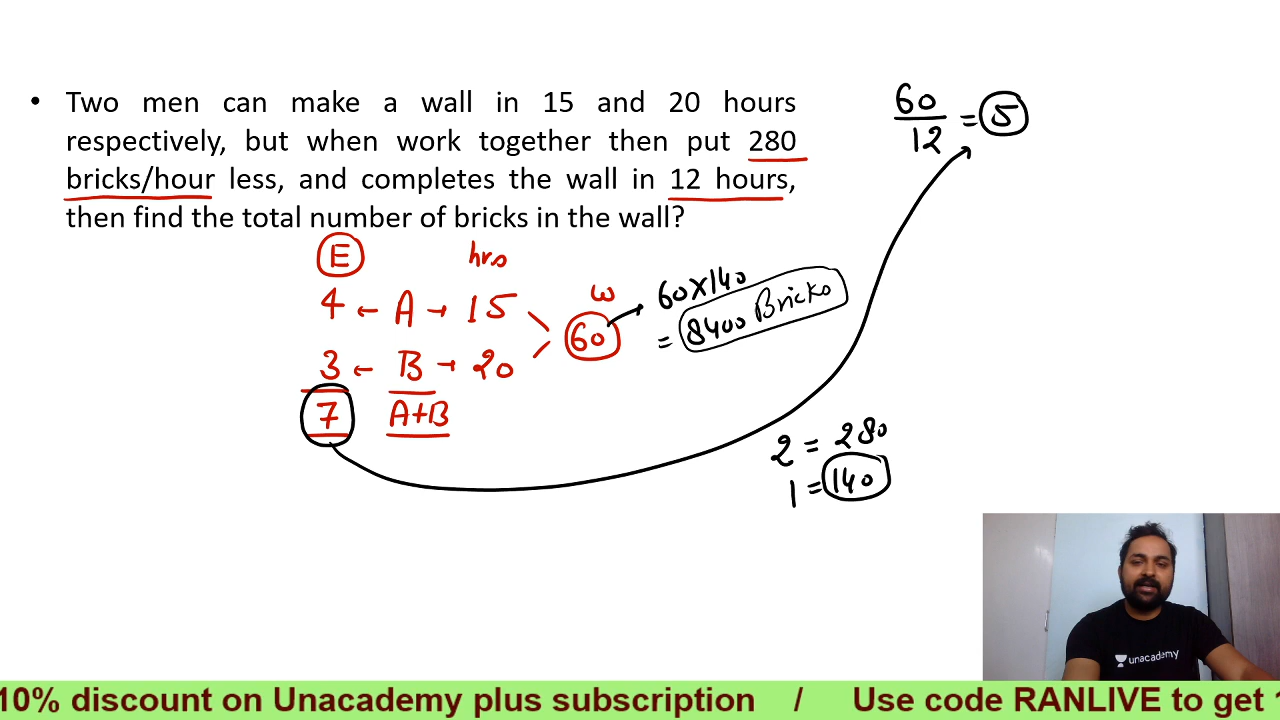 • Two men can make a wall in 15 and 20 hours
respectively, but when work together then put 280
bricks/hour less, and completes the wall in 12 hours,
then find the total number of bricks in the wall?
60
12
= 5
E hrs
w
4 ← A → 15
60
3 ← B → 20
7 A+B
60x140
= 8400 Bricks
2 = 280
1 = 140
unacademy
10% discount on Unacademy plus subscription / Use code RANLIVE to get